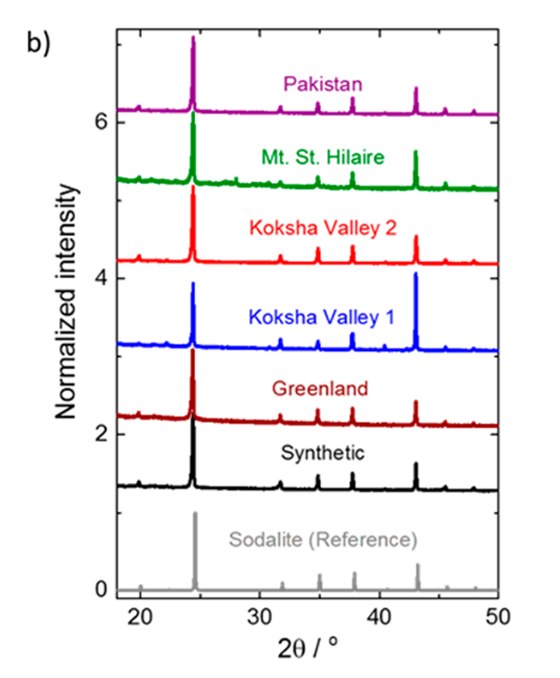 b)
Pakistan
6
Mt. St. Hilaire
Koksha Valley 2
4
Koksha Valley 1
Greenland
2
Synthetic
Sodalite (Reference)
0
20 30 40 50
2θ / °
Normalized intensity